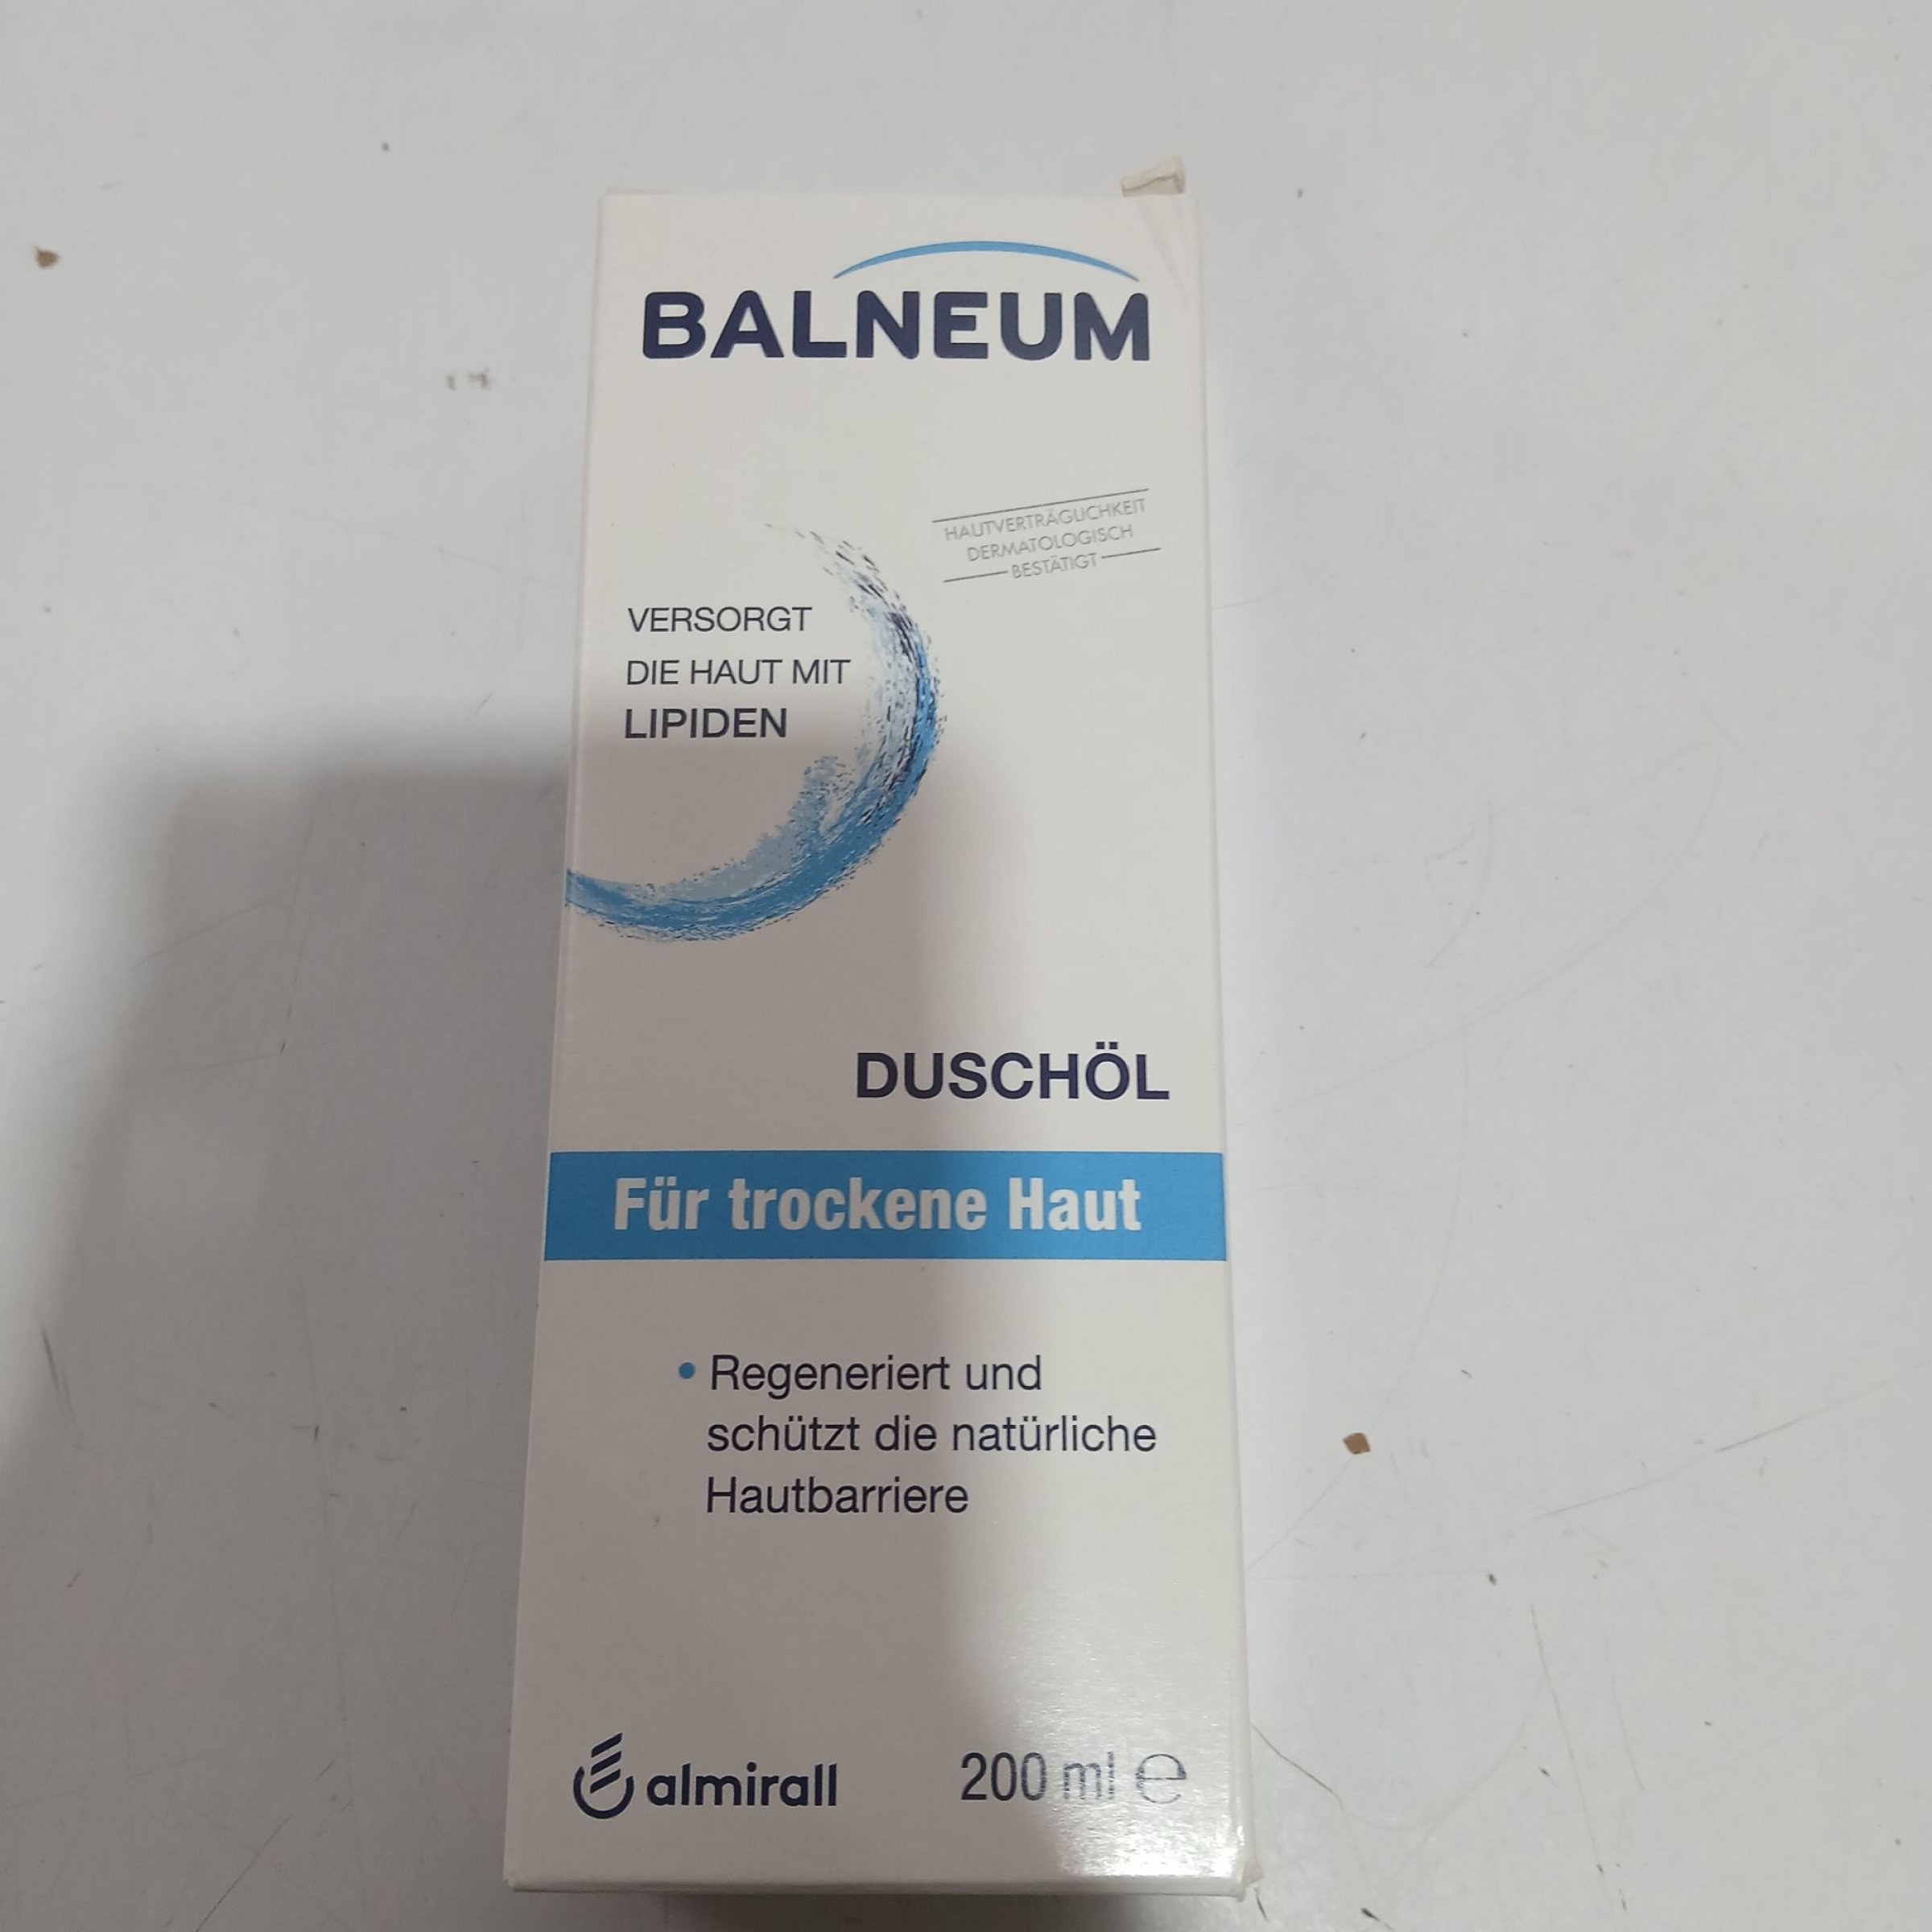 BALNEUM
HAUTVERTRÄGLICHKEIT
DERMATOLOGISCH
BESTÄTIGT
VERSORGT
DIE HAUT MIT
LIPIDEN
DUSCHÖL
Für trockene Haut
• Regeneriert und
schützt die natürliche
Hautbarriere
almirall
200 ml ℮